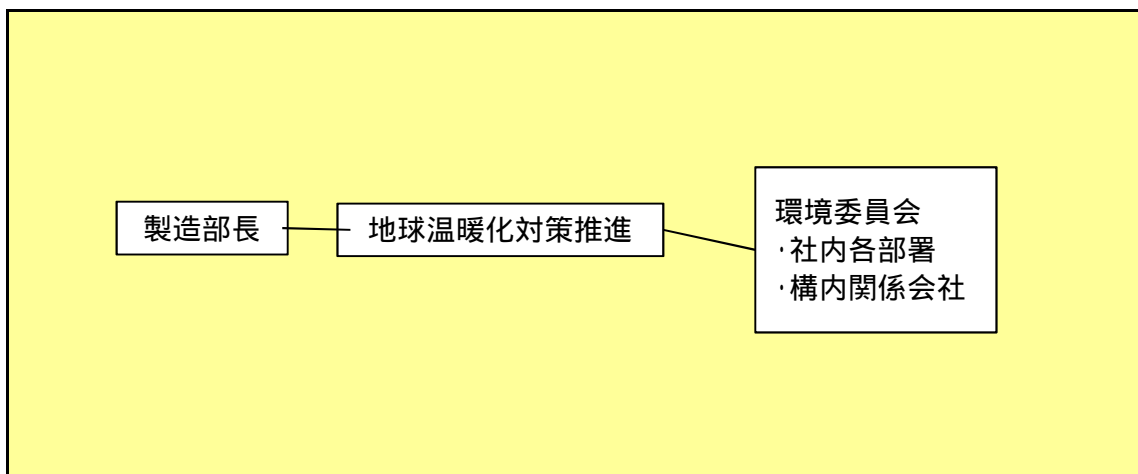 製造部長
地球温暖化対策推進
環境委員会
・社内各部署
・構内関係会社